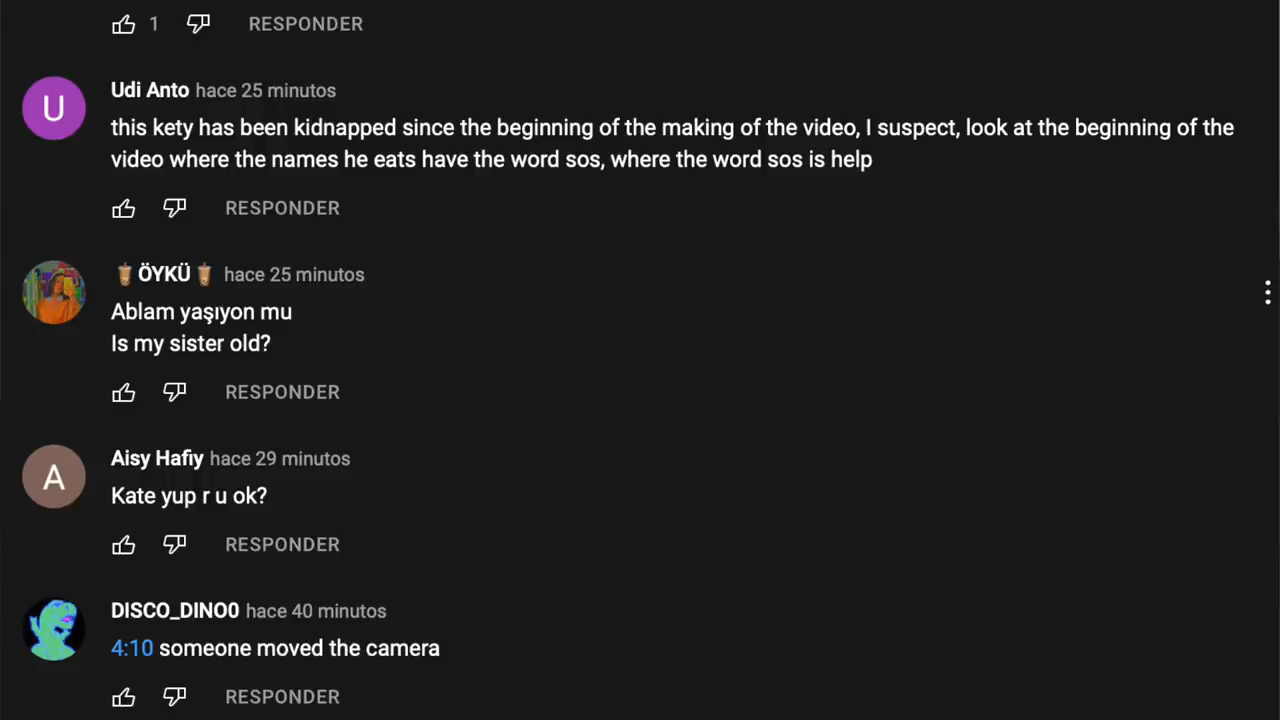 1 RESPONDER
U
Udi Anto hace 25 minutos
this kety has been kidnapped since the beginning of the making of the video, I suspect, look at the beginning of the
video where the names he eats have the word sos, where the word sos is help
RESPONDER
🧋ÖYKÜ🧋 hace 25 minutos
Ablam yaşıyon mu
Is my sister old?
RESPONDER
A
Aisy Hafiy hace 29 minutos
Kate yup r u ok?
RESPONDER
DISCO_DINO0 hace 40 minutos
4:10 someone moved the camera
RESPONDER